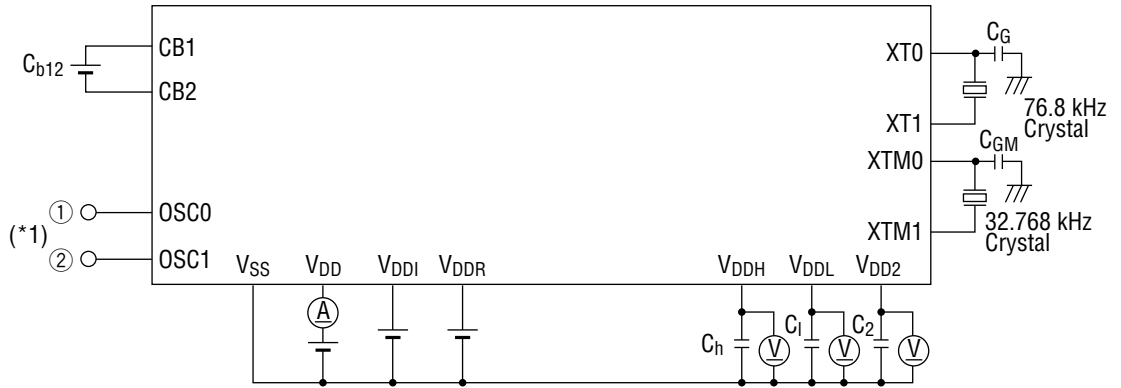 CB1
C_b12
CB2
XT0
C_G
XT1
76.8 kHz
Crystal
C_GM
XTM0
① OSC0
(*1)
② OSC1
XTM1
32.768 kHz
Crystal
V_SS V_DD V_DDI V_DDR V_DDH V_DDL V_DD2
A
C_h V C_l V C_2 V